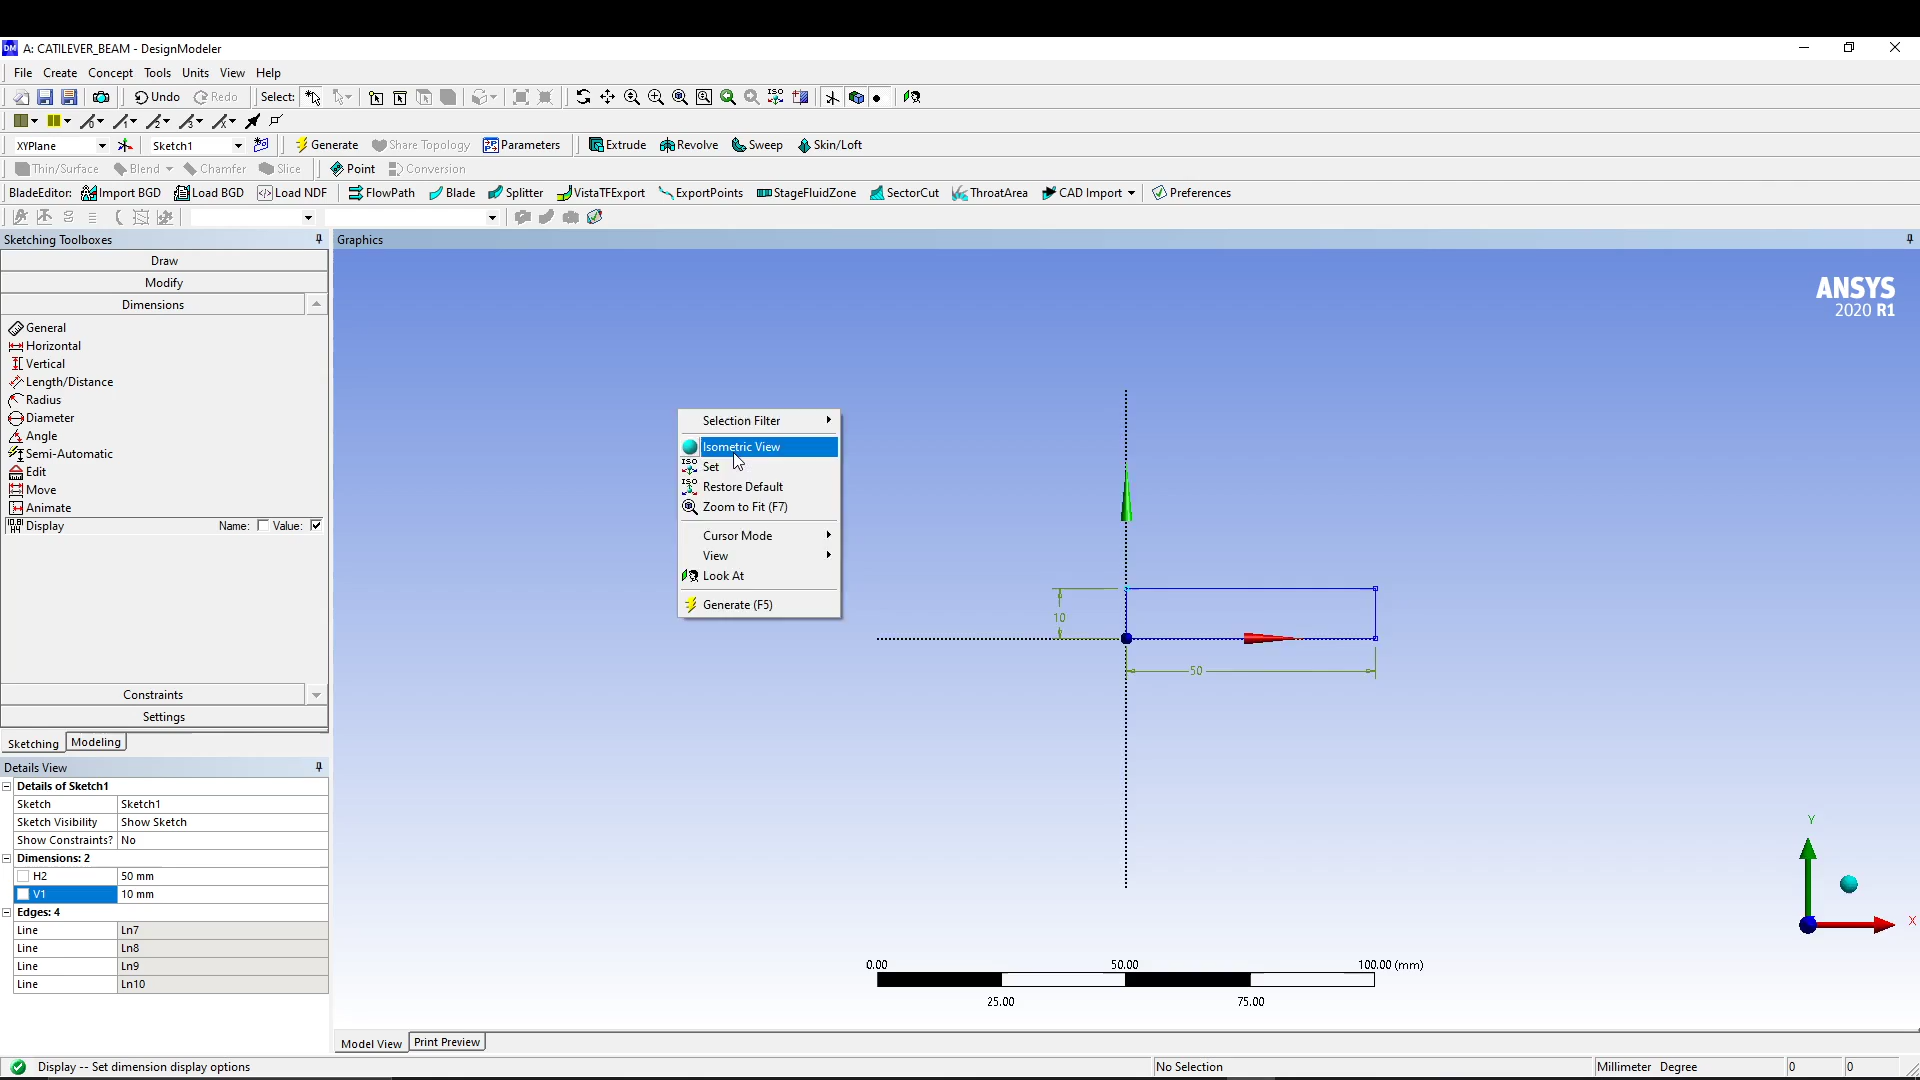 A: CATILEVER_BEAM - DesignModeler
File Create Concept Tools Units View Help
Undo Redo Select: ISO
XYPlane Sketch1 Generate Share Topology Parameters Extrude Revolve Sweep Skin/Loft
Thin/Surface Blend Chamfer Slice Point Conversion
BladeEditor: Import BGD Load BGD Load NDF FlowPath Blade Splitter VistaTFExport ExportPoints StageFluidZone SectorCut ThroatArea CAD Import Preferences
Sketching Toolboxes
Draw
Modify
Dimensions
General
Horizontal
Vertical
Length/Distance
Radius
Diameter
Angle
Semi-Automatic
Edit
Move
Animate
Display Name: Value:
Constraints
Settings
Sketching Modeling
Details View
Details of Sketch1
Sketch Sketch1
Sketch Visibility Show Sketch
Show Constraints? No
Dimensions: 2
H2 50 mm
V1 10 mm
Edges: 4
Line Ln7
Line Ln8
Line Ln9
Line Ln10
Graphics
ANSYS
2020 R1
Selection Filter
Isometric View
ISO Set
ISO Restore Default
Zoom to Fit (F7)
Cursor Mode
View
Look At
Generate (F5)
10
50
Y
X
0.00 50.00 100.00 (mm)
25.00 75.00
Model View Print Preview
Display -- Set dimension display options No Selection Millimeter Degree 0 0